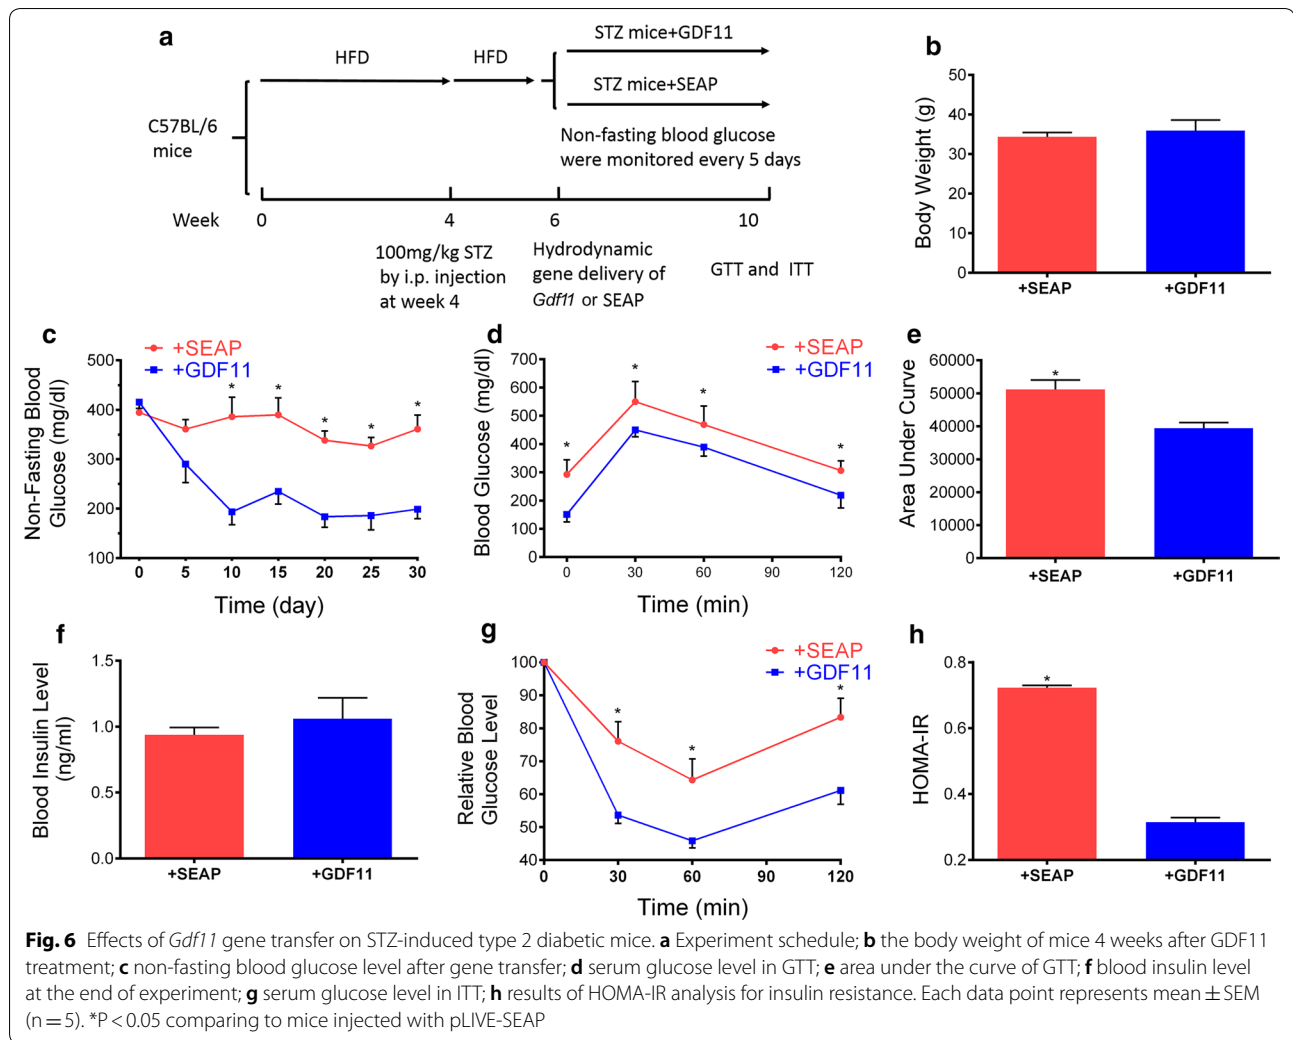 a
HFD
HFD
STZ mice+GDF11
STZ mice+SEAP
C57BL/6
mice
Non-fasting blood glucose
were monitored every 5 days
Week
0
4
6
10
100mg/kg STZ
by i.p. injection
at week 4
Hydrodynamic
gene delivery of
Gdf11 or SEAP
GTT and ITT
b
Body Weight (g)
50
40
30
20
10
0
+SEAP
+GDF11
c
+SEAP
+GDF11
Non-Fasting Blood
Glucose (mg/dl)
500
400
300
200
100
* * * * *
0 5 10 15 20 25 30
Time (day)
d
+SEAP
+GDF11
Blood Glucose (mg/dl)
700
600
500
400
300
200
100
0
* * * *
0 30 60 90 120
Time (min)
e
Area Under Curve
60000
50000
40000
30000
20000
10000
0
*
+SEAP
+GDF11
f
Blood Insulin Level
(ng/ml)
1.5
1.0
0.5
0.0
+SEAP
+GDF11
g
+SEAP
+GDF11
Relative Blood
Glucose Level
100
90
80
70
60
50
40
* * *
0 30 60 90 120
Time (min)
h
HOMA-IR
0.8
0.6
0.4
0.2
*
+SEAP
+GDF11
Fig. 6 Effects of Gdf11 gene transfer on STZ-induced type 2 diabetic mice. a Experiment schedule; b the body weight of mice 4 weeks after GDF11
treatment; c non-fasting blood glucose level after gene transfer; d serum glucose level in GTT; e area under the curve of GTT; f blood insulin level
at the end of experiment; g serum glucose level in ITT; h results of HOMA-IR analysis for insulin resistance. Each data point represents mean ± SEM
(n = 5). *P < 0.05 comparing to mice injected with pLIVE-SEAP